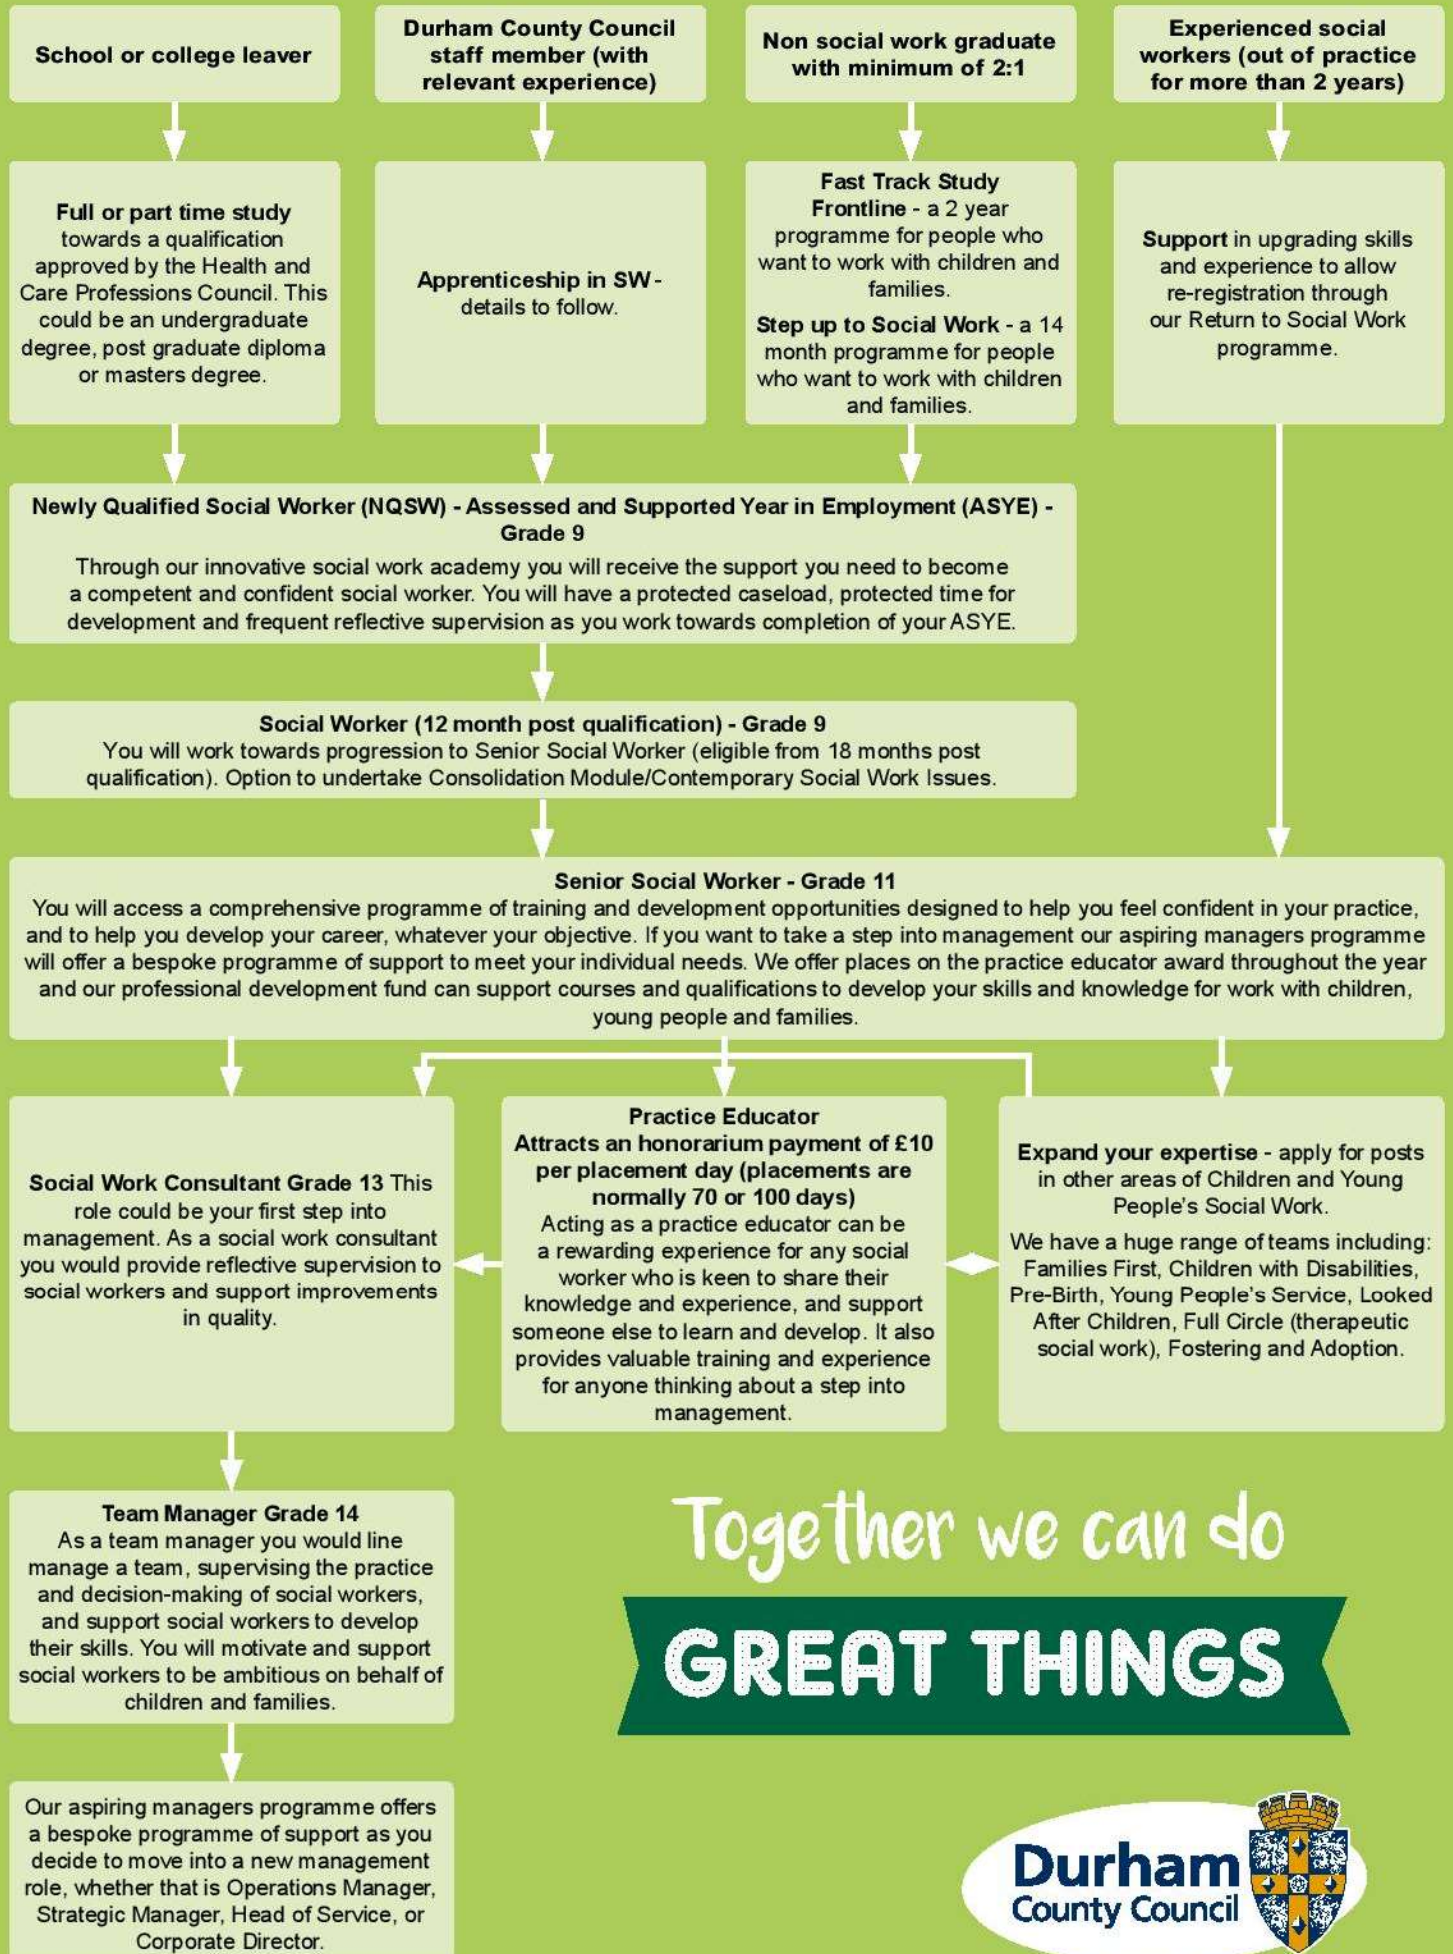 School or college leaver
Durham County Council
staff member (with
relevant experience)
Non social work graduate
with minimum of 2:1
Experienced social
workers (out of practice
for more than 2 years)
Full or part time study
towards a qualification
approved by the Health and
Care Professions Council. This
could be an undergraduate
degree, post graduate diploma
or masters degree.
Apprenticeship in SW -
details to follow.
Fast Track Study
Frontline - a 2 year
programme for people who
want to work with children and
families.
Step up to Social Work - a 14
month programme for people
who want to work with children
and families.
Support in upgrading skills
and experience to allow
re-registration through
our Return to Social Work
programme.
Newly Qualified Social Worker (NQSW) - Assessed and Supported Year in Employment (ASYE) -
Grade 9
Through our innovative social work academy you will receive the support you need to become
a competent and confident social worker. You will have a protected caseload, protected time for
development and frequent reflective supervision as you work towards completion of your ASYE.
Social Worker (12 month post qualification) - Grade 9
You will work towards progression to Senior Social Worker (eligible from 18 months post
qualification). Option to undertake Consolidation Module/Contemporary Social Work Issues.
Senior Social Worker - Grade 11
You will access a comprehensive programme of training and development opportunities designed to help you feel confident in your practice,
and to help you develop your career, whatever your objective. If you want to take a step into management our aspiring managers programme
will offer a bespoke programme of support to meet your individual needs. We offer places on the practice educator award throughout the year
and our professional development fund can support courses and qualifications to develop your skills and knowledge for work with children,
young people and families.
Social Work Consultant Grade 13 This
role could be your first step into
management. As a social work consultant
you would provide reflective supervision to
social workers and support improvements
in quality.
Practice Educator
Attracts an honorarium payment of £10
per placement day (placements are
normally 70 or 100 days)
Acting as a practice educator can be
a rewarding experience for any social
worker who is keen to share their
knowledge and experience, and support
someone else to learn and develop. It also
provides valuable training and experience
for anyone thinking about a step into
management.
Expand your expertise - apply for posts
in other areas of Children and Young
People's Social Work.
We have a huge range of teams including:
Families First, Children with Disabilities,
Pre-Birth, Young People's Service, Looked
After Children, Full Circle (therapeutic
social work), Fostering and Adoption.
Team Manager Grade 14
As a team manager you would line
manage a team, supervising the practice
and decision-making of social workers,
and support social workers to develop
their skills. You will motivate and support
social workers to be ambitious on behalf of
children and families.
Our aspiring managers programme offers
a bespoke programme of support as you
decide to move into a new management
role, whether that is Operations Manager,
Strategic Manager, Head of Service, or
Corporate Director.
Together we can do
GREAT THINGS
Durham
County Council